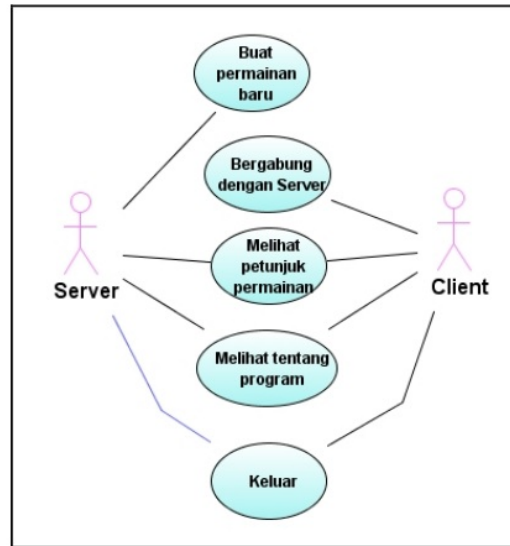 Buat
permainan
baru
Bergabung
dengan Server
Melihat
petunjuk
permainan
Server
Client
Melihat tentang
program
Keluar